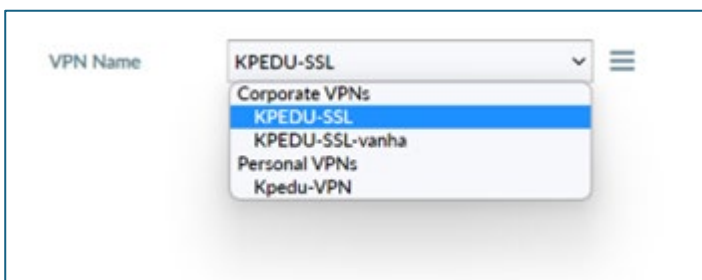 VPN Name
KPEDU-SSL
Corporate VPNs
KPEDU-SSL
KPEDU-SSL-vanha
Personal VPNs
Kpedu-VPN